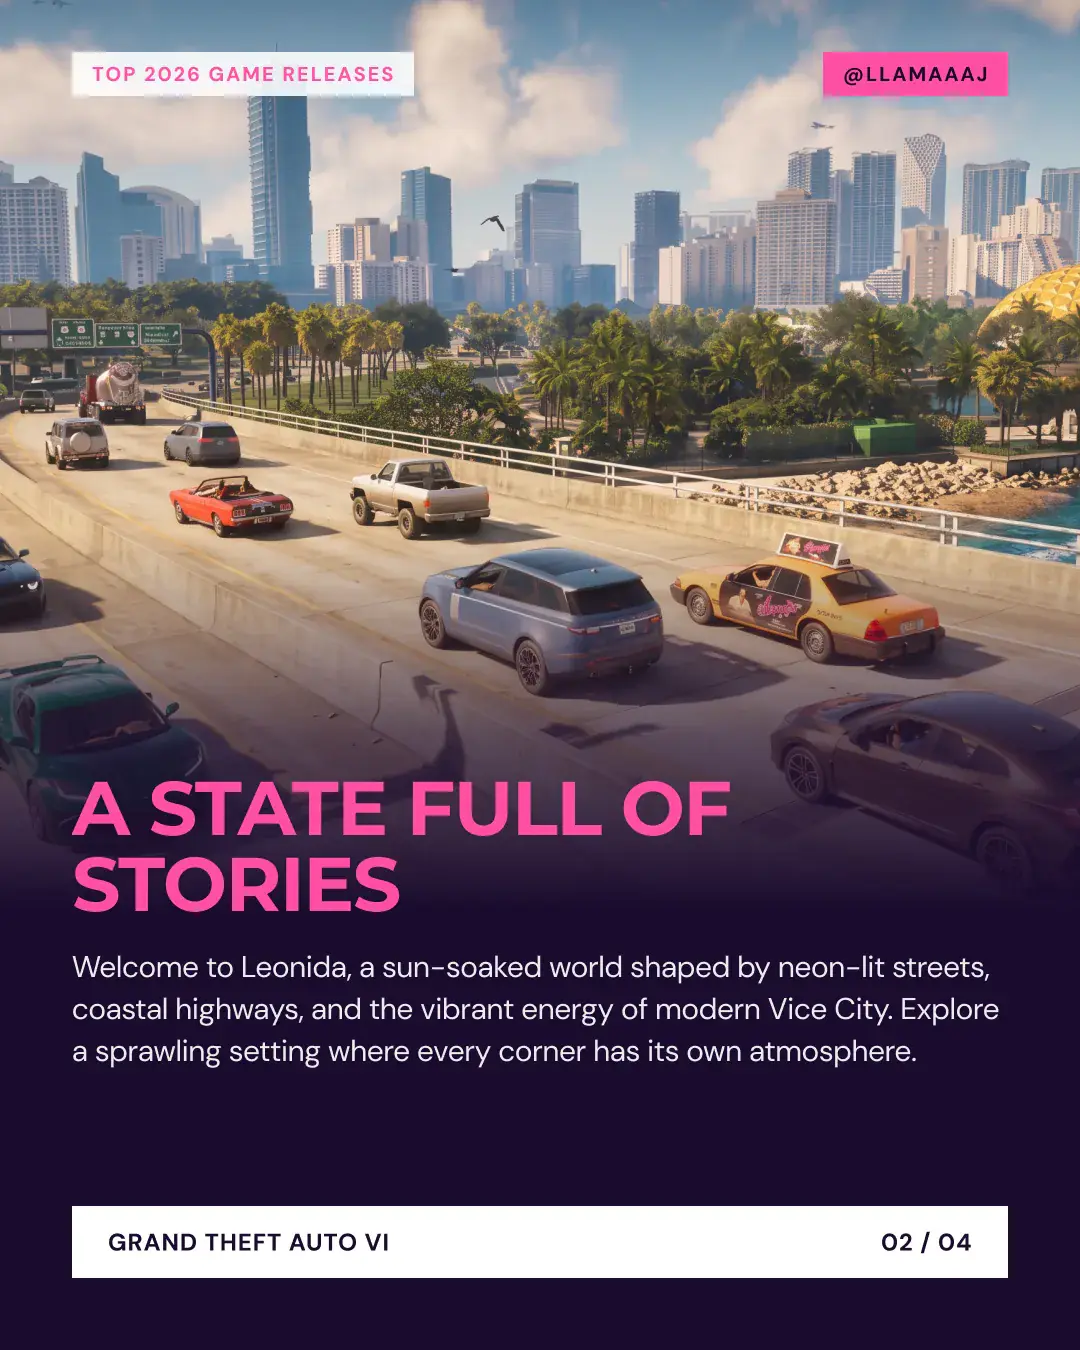 TOP 2026 GAME RELEASES
@LLAMAAAJ
A STATE FULL OF
STORIES
Welcome to Leonida, a sun-soaked world shaped by neon-lit streets,
coastal highways, and the vibrant energy of modern Vice City. Explore
a sprawling setting where every corner has its own atmosphere.
GRAND THEFT AUTO VI
02 / 04